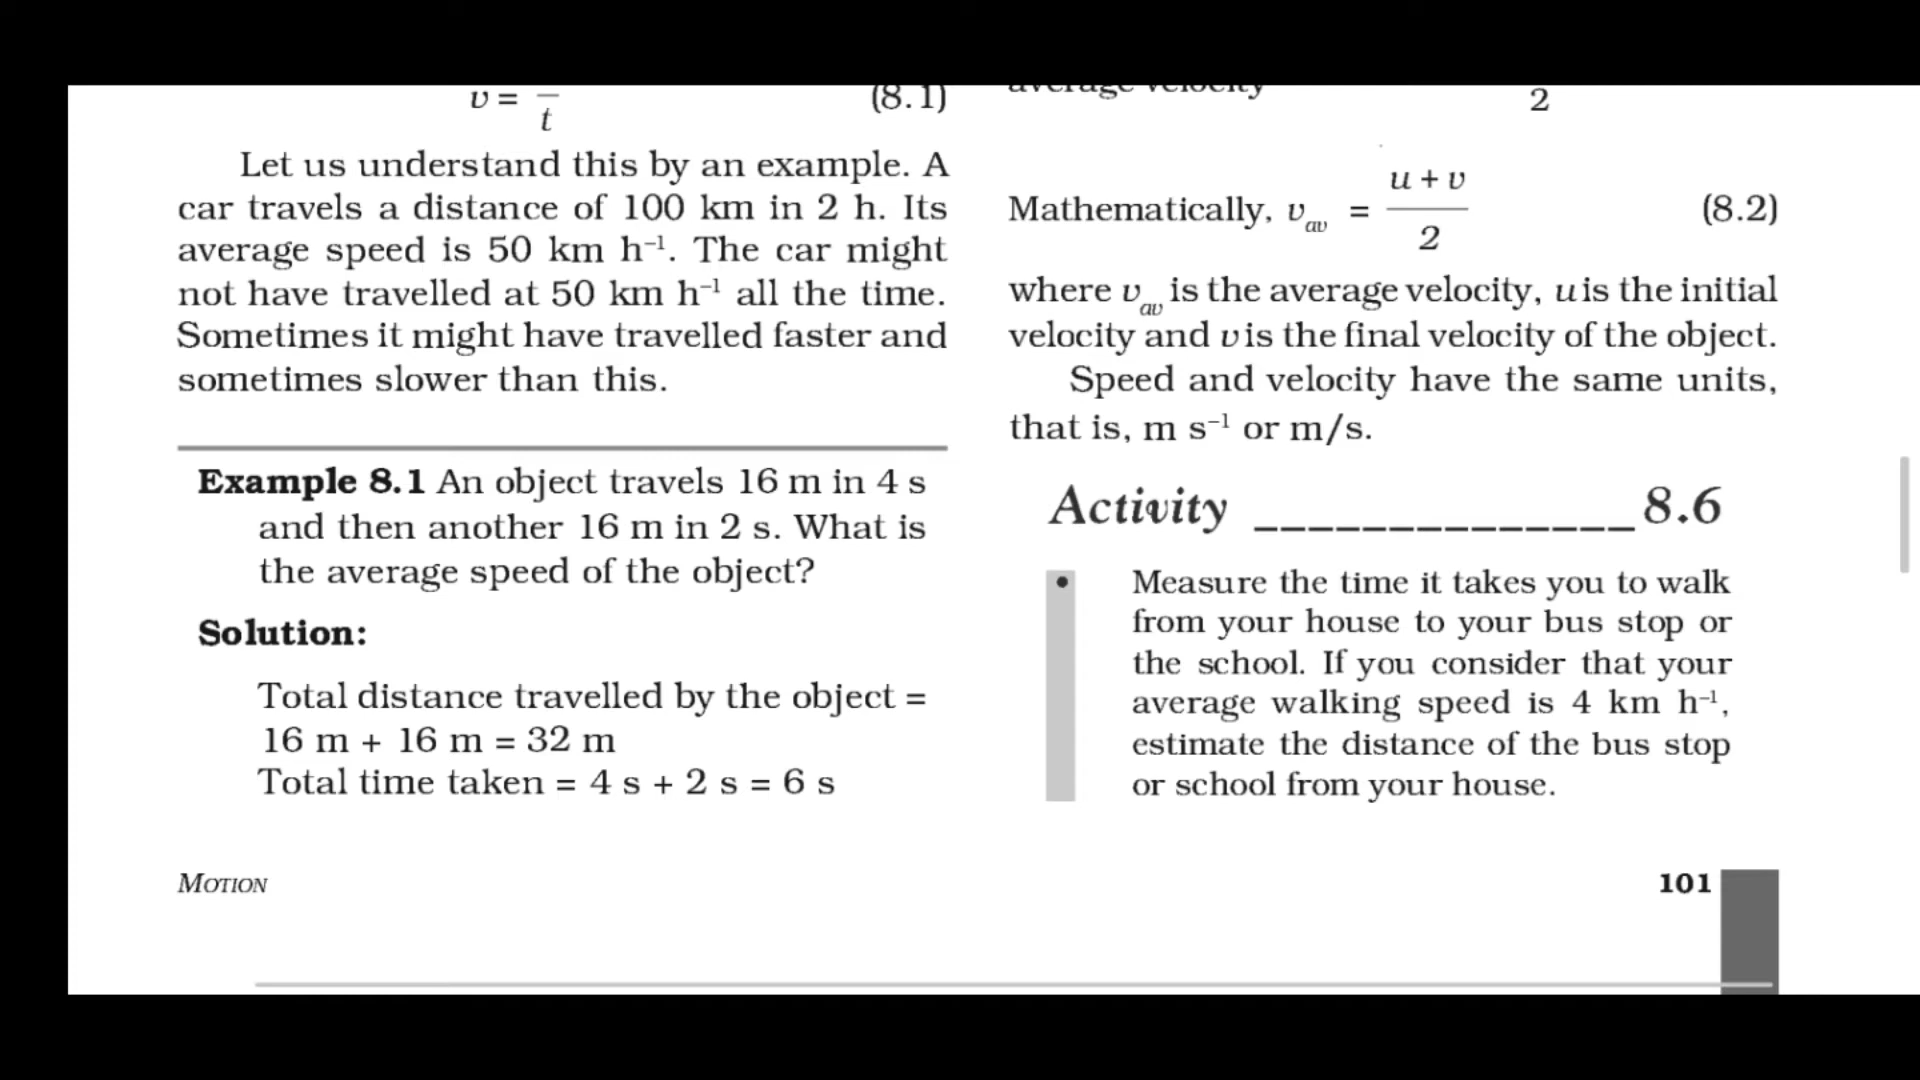 v = — (8.1)
t
Let us understand this by an example. A
car travels a distance of 100 km in 2 h. Its
average speed is 50 km h⁻¹. The car might
not have travelled at 50 km h⁻¹ all the time.
Sometimes it might have travelled faster and
sometimes slower than this.
Example 8.1 An object travels 16 m in 4 s
and then another 16 m in 2 s. What is
the average speed of the object?
Solution:
Total distance travelled by the object =
16 m + 16 m = 32 m
Total time taken = 4 s + 2 s = 6 s
average velocity
2
u + v
Mathematically, v_av = — (8.2)
2
where v_av is the average velocity, u is the initial
velocity and v is the final velocity of the object.
Speed and velocity have the same units,
that is, m s⁻¹ or m/s.
Activity ______________ 8.6
• Measure the time it takes you to walk
from your house to your bus stop or
the school. If you consider that your
average walking speed is 4 km h⁻¹,
estimate the distance of the bus stop
or school from your house.
MOTION
101